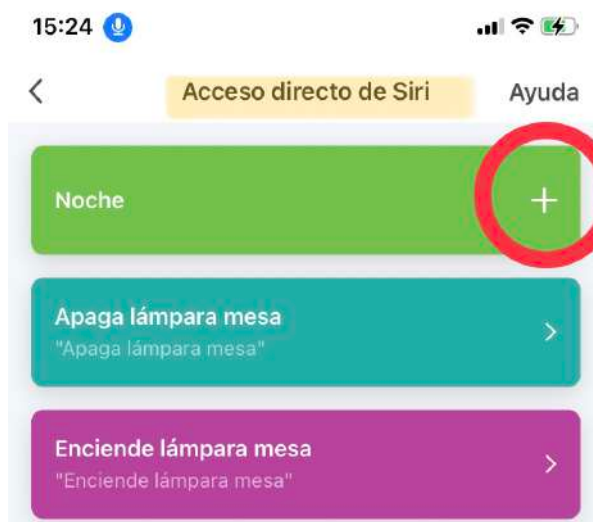 15:24
Acceso directo de Siri
Ayuda
Noche
Apaga lámpara mesa
"Apaga lámpara mesa"
Enciende lámpara mesa
"Enciende lámpara mesa"